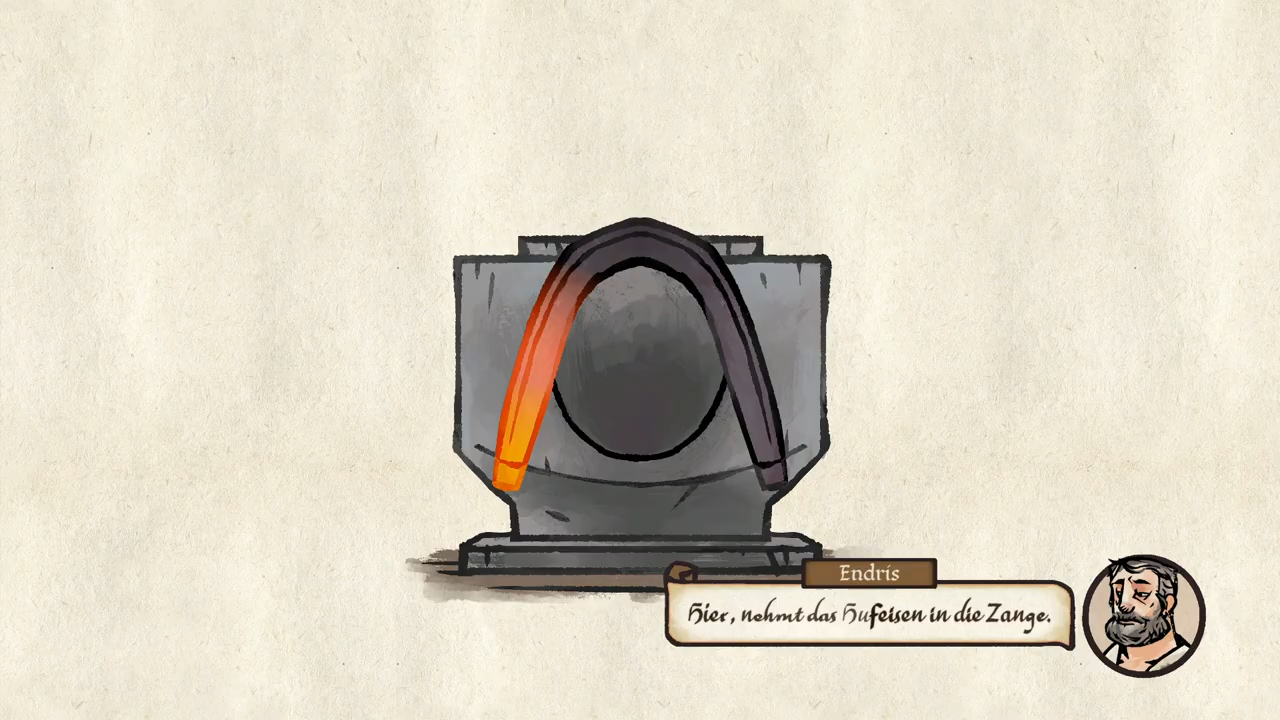 Endris
Hier, nehmt das Hufeisen in die Zange.